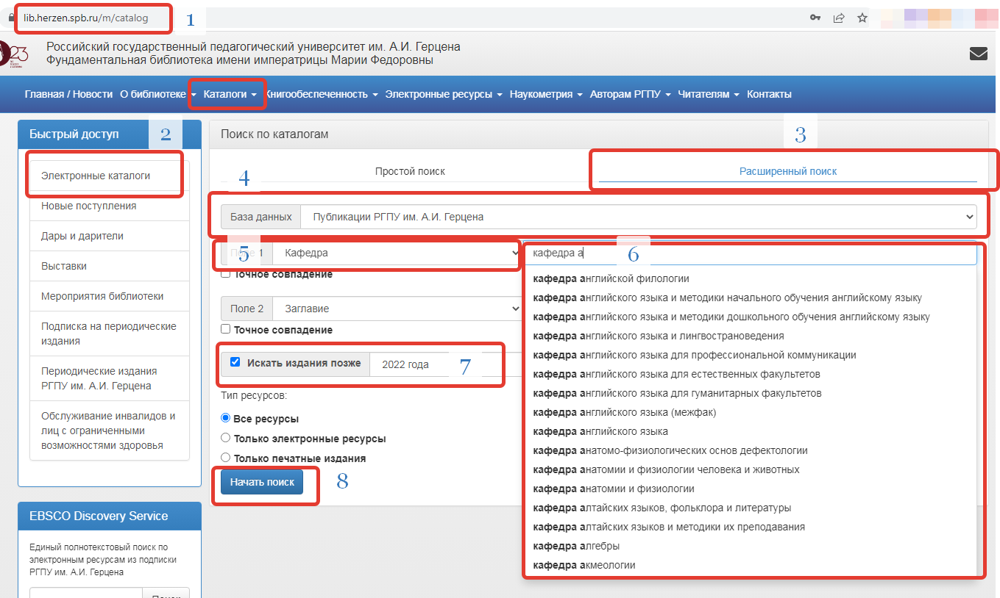 lib.herzen.spb.ru/m/catalog
1
23
Российский государственный педагогический университет им. А.И. Герцена
Фундаментальная библиотека имени императрицы Марии Федоровны
Главная / Новости О библиотеке Каталоги Книгообеспеченность Электронные ресурсы Наукометрия Авторам РГПУ Читателям Контакты
Быстрый доступ
2
Электронные каталоги
Новые поступления
Дары и дарители
Выставки
Мероприятия библиотеки
Подписка на периодические
издания
Периодические издания
РГПУ им. А.И. Герцена
Обслуживание инвалидов и
лиц с ограниченными
возможностями здоровья
EBSCO Discovery Service
Единый полнотекстовый поиск по
электронным ресурсам из подписки
РГПУ им. А.И. Герцена
Поиск
Поиск по каталогам
3
4
Простой поиск
Расширенный поиск
База данных Публикации РГПУ им. А.И. Герцена
Поле 1 Кафедра
5
кафедра а
6
Точное совпадение
Поле 2 Заглавие
Точное совпадение
Искать издания позже 2022 года
7
Тип ресурсов:
Все ресурсы
Только электронные ресурсы
Только печатные издания
Начать поиск
8
кафедра английской филологии
кафедра английского языка и методики начального обучения английскому языку
кафедра английского языка и методики дошкольного обучения английскому языку
кафедра английского языка и лингвострановедения
кафедра английского языка для профессиональной коммуникации
кафедра английского языка для естественных факультетов
кафедра английского языка для гуманитарных факультетов
кафедра английского языка (межфак)
кафедра английского языка
кафедра анатомо-физиологических основ дефектологии
кафедра анатомии и физиологии человека и животных
кафедра анатомии и физиологии
кафедра алтайских языков, фольклора и литературы
кафедра алтайских языков и методики их преподавания
кафедра алгебры
кафедра акмеологии